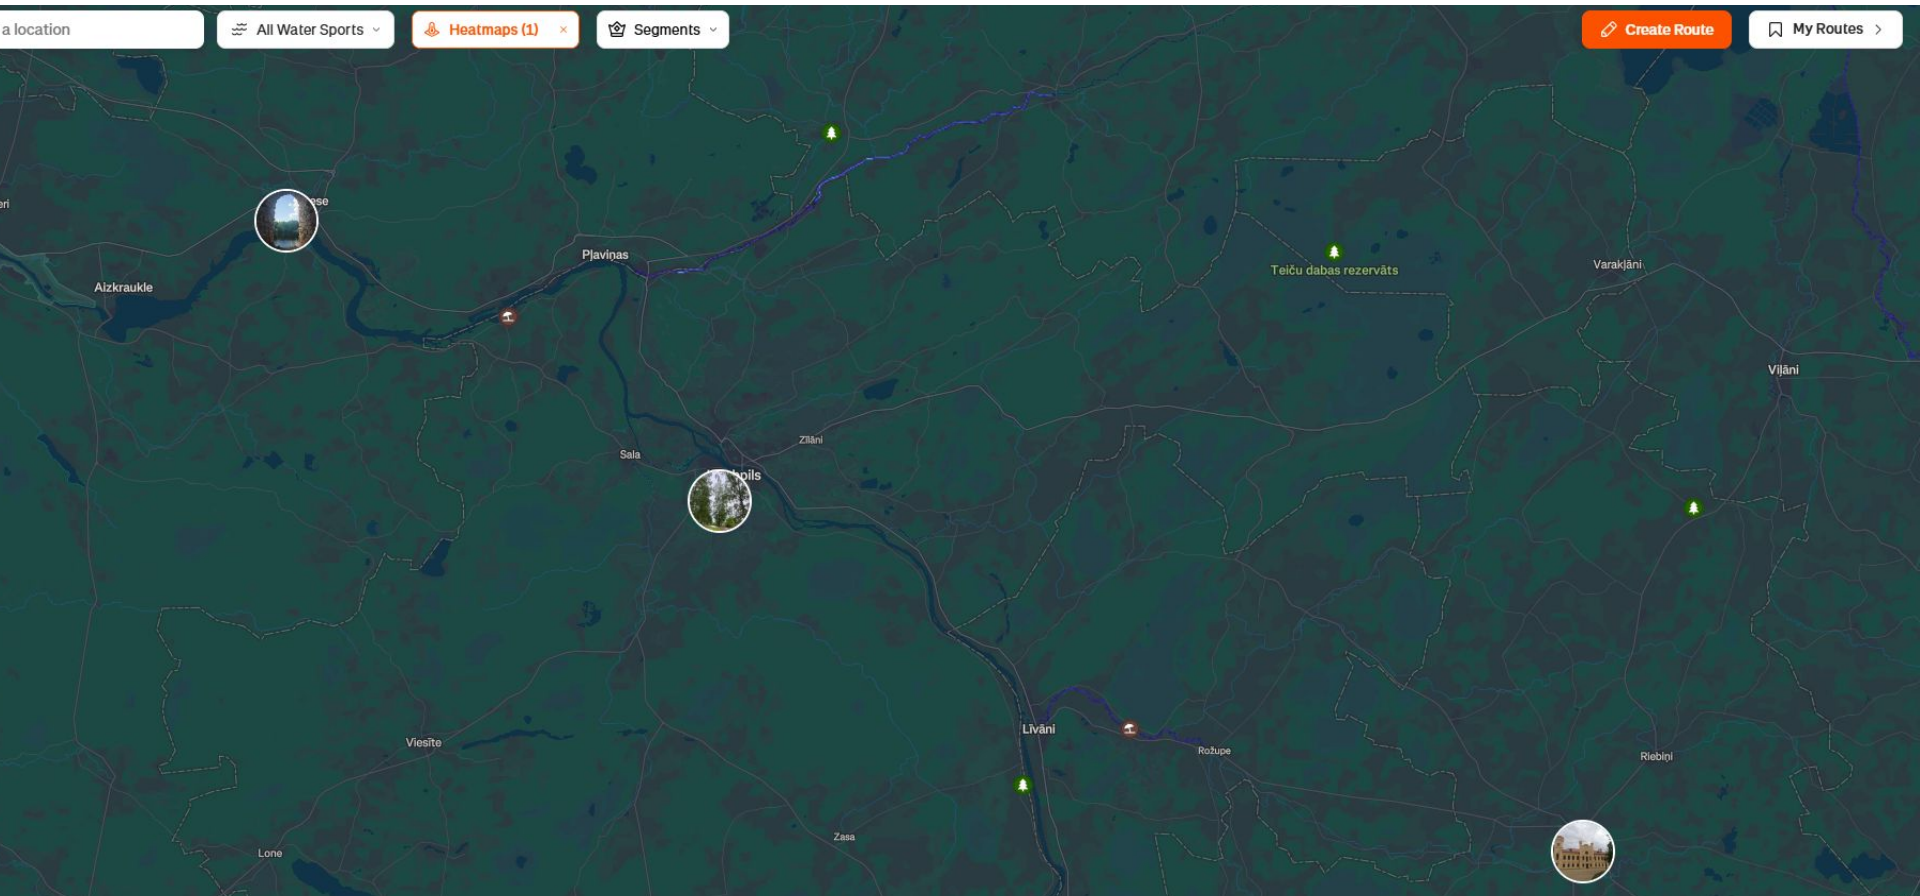 a location
All Water Sports
Heatmaps (1)
Segments
Create Route
My Routes
Pļaviņas
Aizkraukle
Teiču dabas rezervāts
Varakļāni
Viļāni
Zīlāni
Sala
Līvāni
Viesīte
Rožupe
Riebiņi
Zasa
Lone